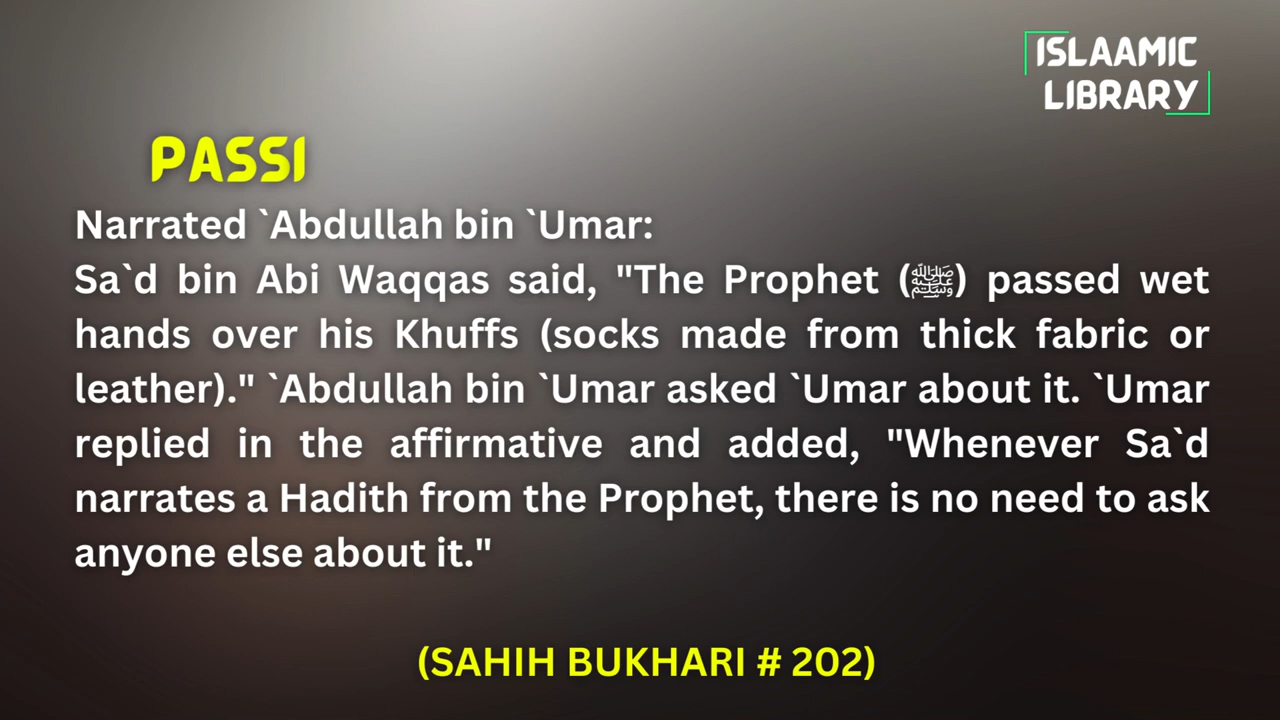 ISLAAMIC
LIBRARY
PASSI
Narrated `Abdullah bin `Umar:
Sa`d bin Abi Waqqas said, "The Prophet (ﷺ) passed wet
hands over his Khuffs (socks made from thick fabric or
leather)." `Abdullah bin `Umar asked `Umar about it. `Umar
replied in the affirmative and added, "Whenever Sa`d
narrates a Hadith from the Prophet, there is no need to ask
anyone else about it."
(SAHIH BUKHARI # 202)